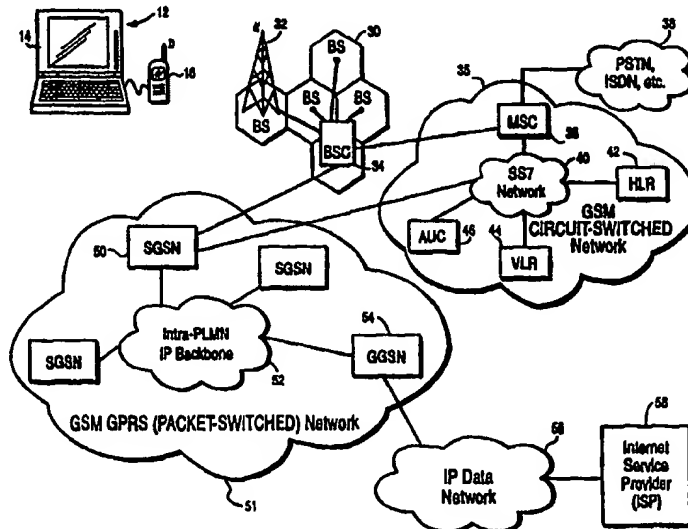 14
12
16
32
BS
30
BS
BS
BS
BSC
34
35
38
PSTN,
ISDN, etc.
MSC
36
40
42
SS7
Network
HLR
GSM
CIRCUIT-SWITCHED
Network
AUC
46
44
VLR
50
SGSN
SGSN
SGSN
Intra-PLMN
IP Backbone
52
54
GGSN
GSM GPRS (PACKET-SWITCHED) Network
51
56
IP Data
Network
58
Internet
Service
Provider
(ISP)